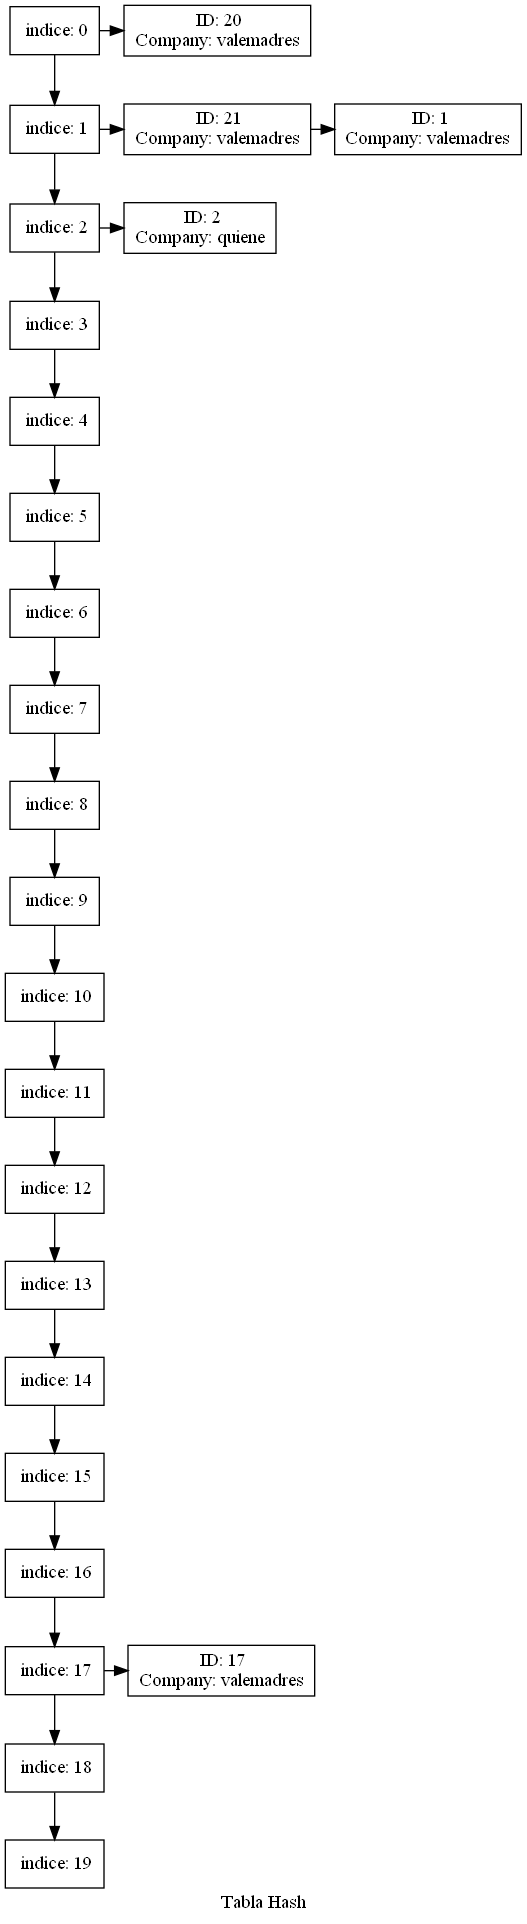 indice: 0
ID: 20
Company: valemadres
indice: 1
ID: 21
Company: valemadres
ID: 1
Company: valemadres
indice: 2
ID: 2
Company: quiene
indice: 3
indice: 4
indice: 5
indice: 6
indice: 7
indice: 8
indice: 9
indice: 10
indice: 11
indice: 12
indice: 13
indice: 14
indice: 15
indice: 16
indice: 17
ID: 17
Company: valemadres
indice: 18
indice: 19
Tabla Hash